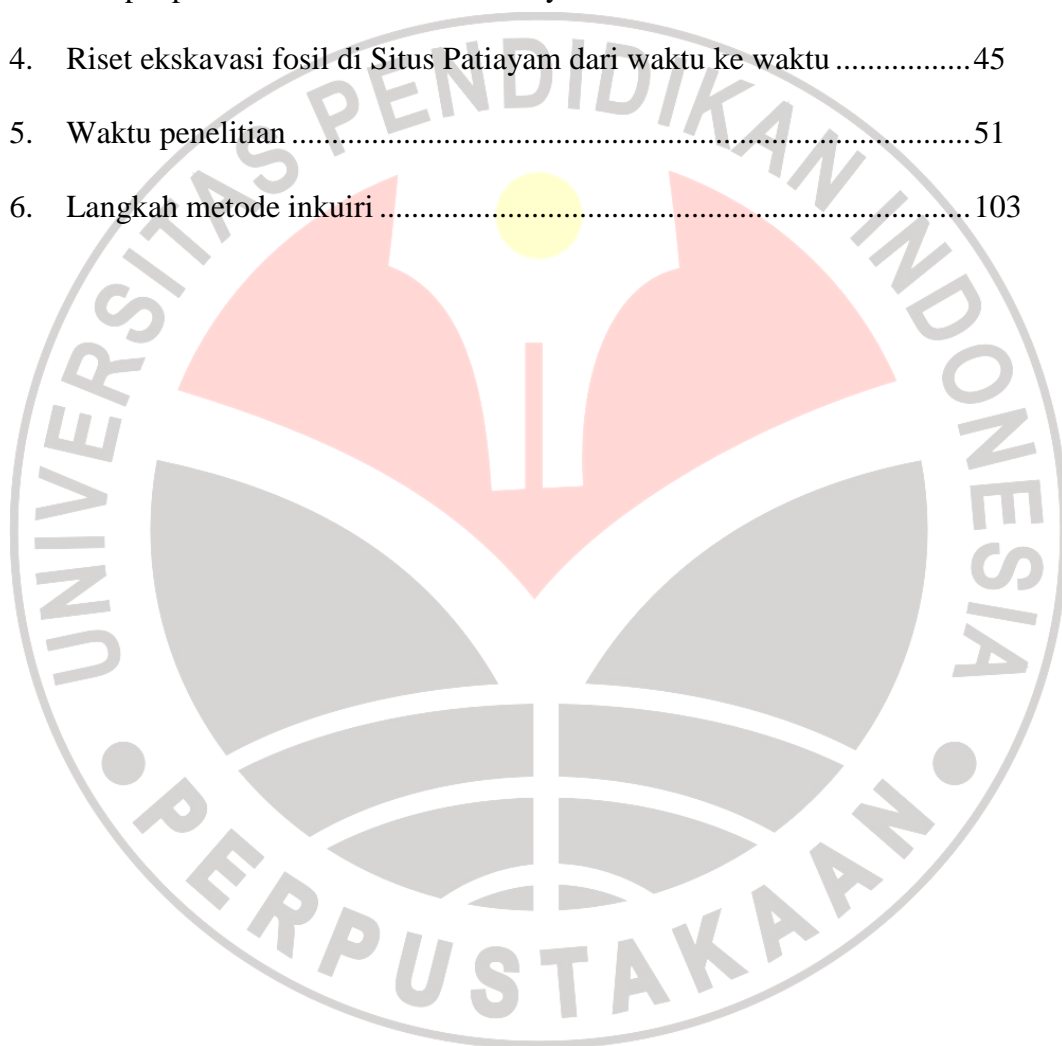 4. Riset ekskavasi fosil di Situs Patiayam dari waktu ke waktu .................45
5. Waktu penelitian .................................................................................51
6. Langkah metode inkuiri .......................................................................103
UNIVERSITAS PENDIDIKAN INDONESIA
PERPUSTAKAAN